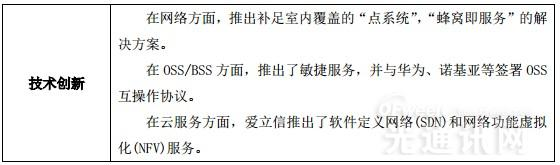 在网络方面，推出补足室内覆盖的“点系统”，“蜂窝即服务”的解
决方案。
技术创新
在OSS/BSS方面，推出了敏捷服务，并与华为、诺基亚等签署OSS
互操作协议。
在云服务方面，爱立信推出了软件定义网络(SDN)和网络功能虚拟
化(NFV)服务。
光通讯网